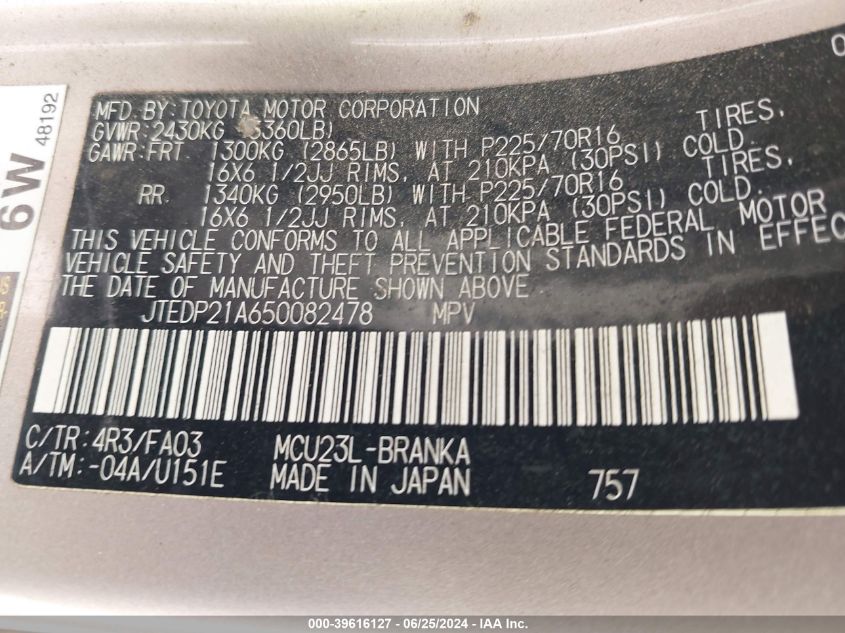 MFD.BY:TOYOTA MOTOR CORPORATION
GVWR:2430KG 5360LB)
GAWR:FRT. 1300KG (2865LB) WITH P225/70R16 TIRES,
16X6 1/2JJ RIMS, AT 210KPA (30PSI) COLD.
RR. 1340KG (2950LB) WITH P225/70R16 TIRES,
16X6 1/2JJ RIMS, AT 210KPA (30PSI) COLD.
THIS VEHICLE CONFORMS TO ALL APPLICABLE FEDERAL MOTOR
VEHICLE SAFETY AND THEFT PREVENTION STANDARDS IN EFFEC
THE DATE OF MANUFACTURE SHOWN ABOVE.
JTEDP21A650082478 MPV
C/TR:4R3/FA03 MCU23L-BRANKA
A/TM:-04A/U151E MADE IN JAPAN 757
6W 48192
000-39616127 - 06/25/2024 - IAA Inc.